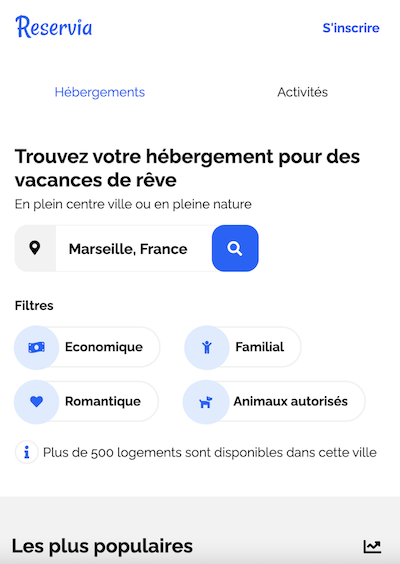 Reservia
S'inscrire
Hébergements
Activités
Trouvez votre hébergement pour des
vacances de rêve
En plein centre ville ou en pleine nature
Marseille, France
Filtres
Economique
Familial
Romantique
Animaux autorisés
Plus de 500 logements sont disponibles dans cette ville
Les plus populaires